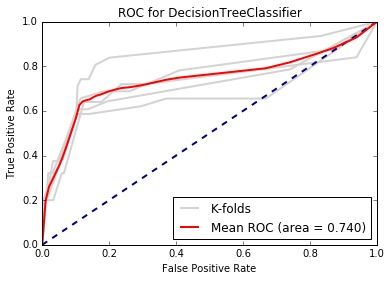 ROC for DecisionTreeClassifier
1.0
0.8
0.6
0.4
0.2
0.0
True Positive Rate
K-folds
Mean ROC (area = 0.740)
0.0 0.2 0.4 0.6 0.8 1.0
False Positive Rate